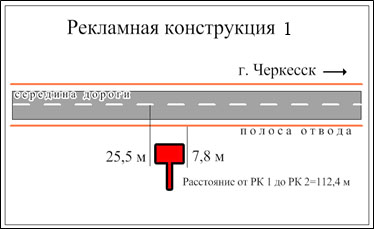 Рекламная конструкция 1
г. Черкесск
середина дороги
полоса отвода
25,5 м
7,8 м
Расстояние от РК 1 до РК 2=112,4 м